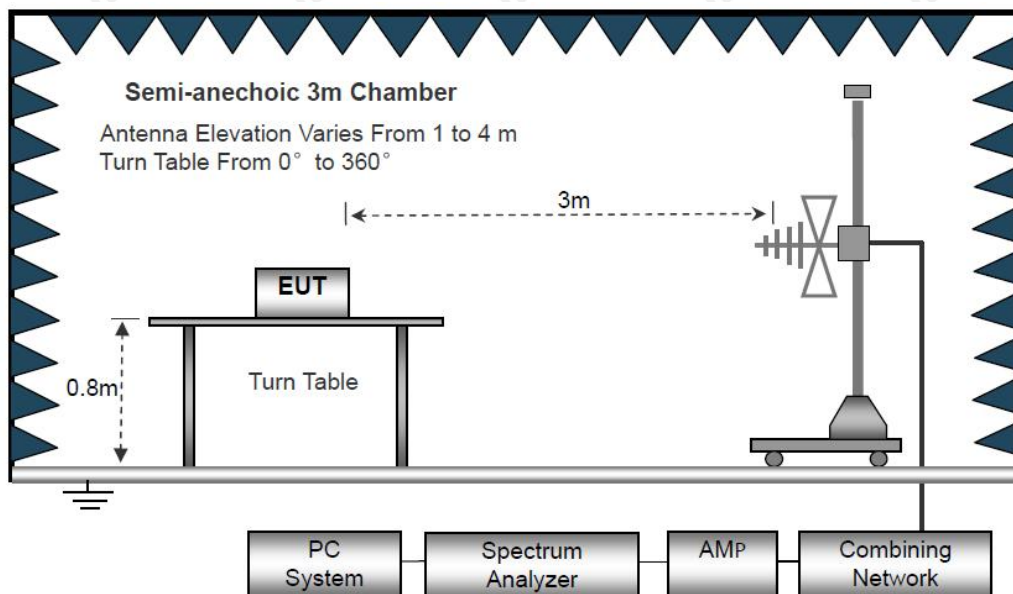 Semi-anechoic 3m Chamber
Antenna Elevation Varies From 1 to 4 m
Turn Table From 0° to 360°
3m
EUT
0.8m
Turn Table
PC
System
Spectrum
Analyzer
AMP
Combining
Network